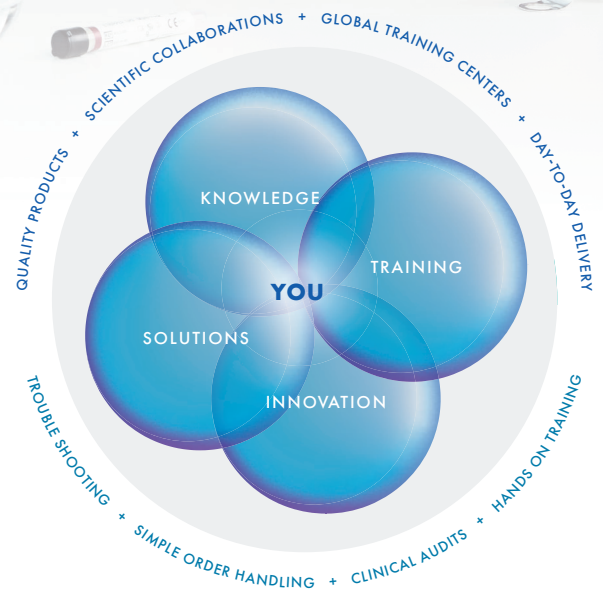 QUALITY PRODUCTS + SCIENTIFIC COLLABORATIONS + GLOBAL TRAINING CENTERS + DAY-TO-DAY DELIVERY
KNOWLEDGE
TRAINING
YOU
SOLUTIONS
INNOVATION
TROUBLE SHOOTING + SIMPLE ORDER HANDLING + CLINICAL AUDITS + HANDS ON TRAINING